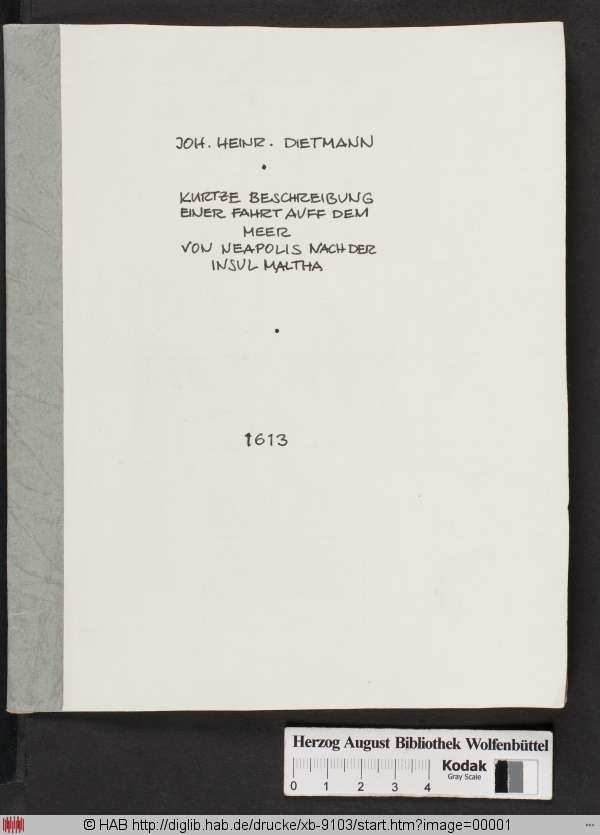 JOH. HEINR. DIETMANN
KURTZE BESCHREIBUNG
EINER FAHRT AUFF DEM
MEER
VON NEAPOLIS NACH DER
INSUL MALTHA
1613
Herzog August Bibliothek Wolfenbüttel
Kodak
Gray Scale
0 1 2 3 4
© HAB http://diglib.hab.de/drucke/xb-9103/start.htm?image=00001